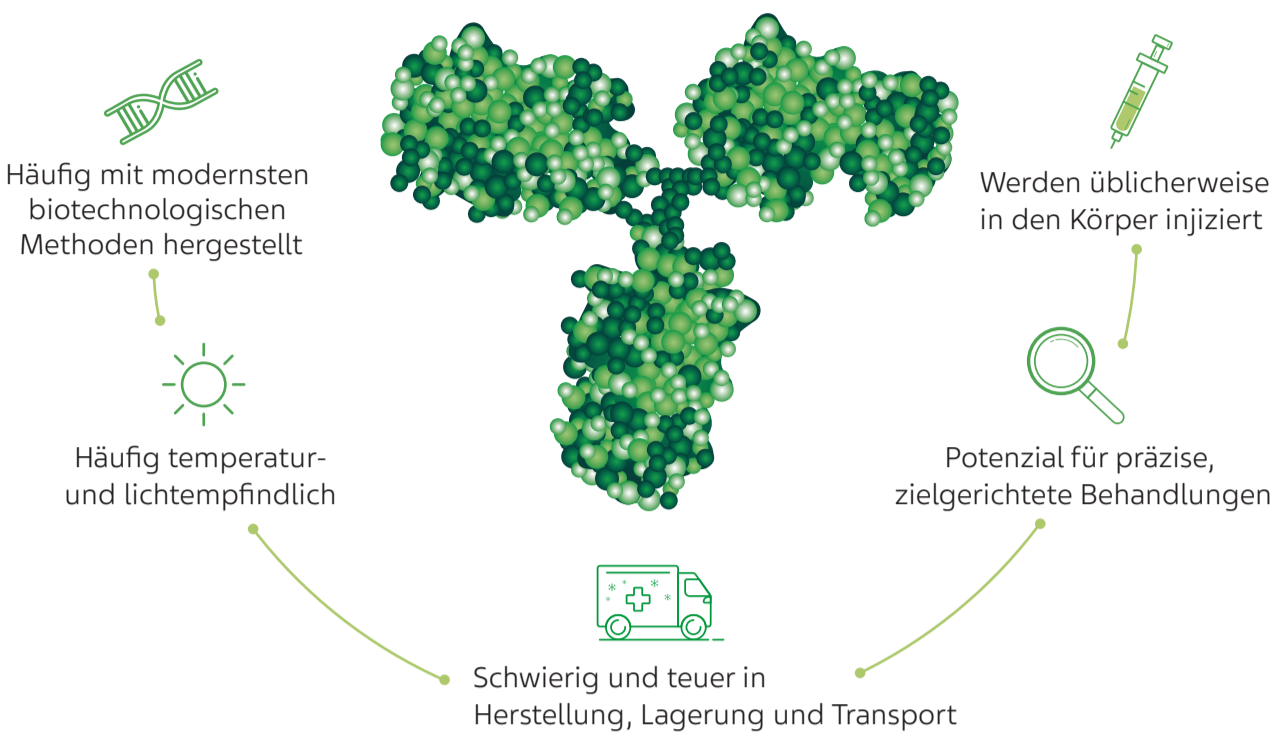 Häufig mit modernsten
biotechnologischen
Methoden hergestellt
Häufig temperatur-
und lichtempfindlich
Schwierig und teuer in
Herstellung, Lagerung und Transport
Potenzial für präzise,
zielgerichtete Behandlungen
Werden üblicherweise
in den Körper injiziert